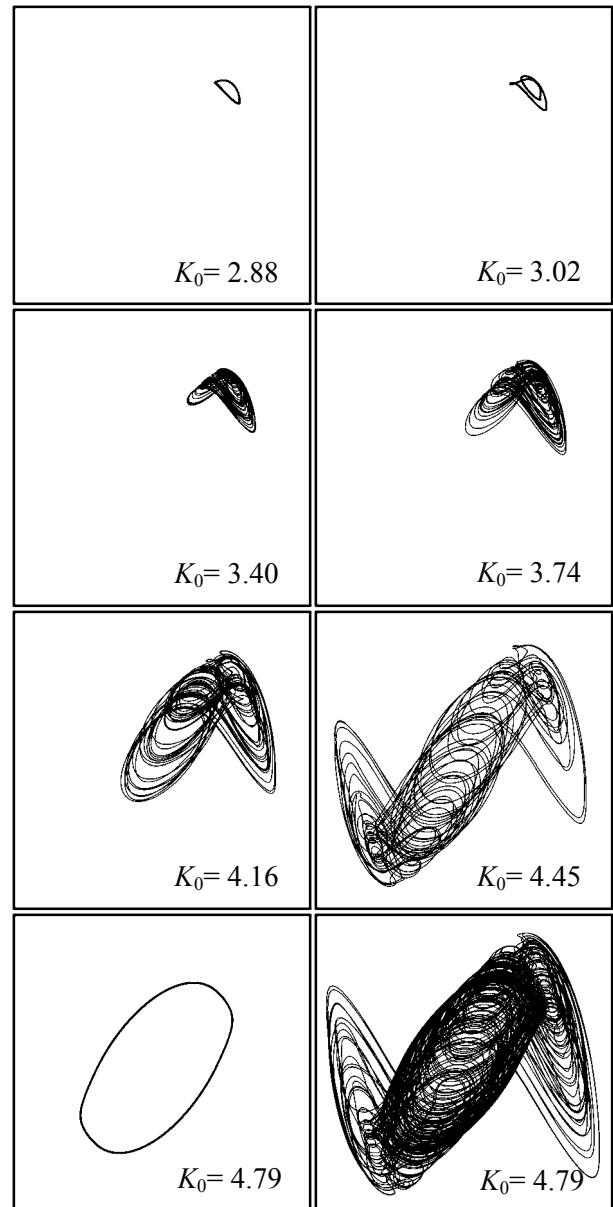 K₀= 2.88
K₀= 3.02
K₀= 3.40
K₀= 3.74
K₀= 4.16
K₀= 4.45
K₀= 4.79
K₀= 4.79